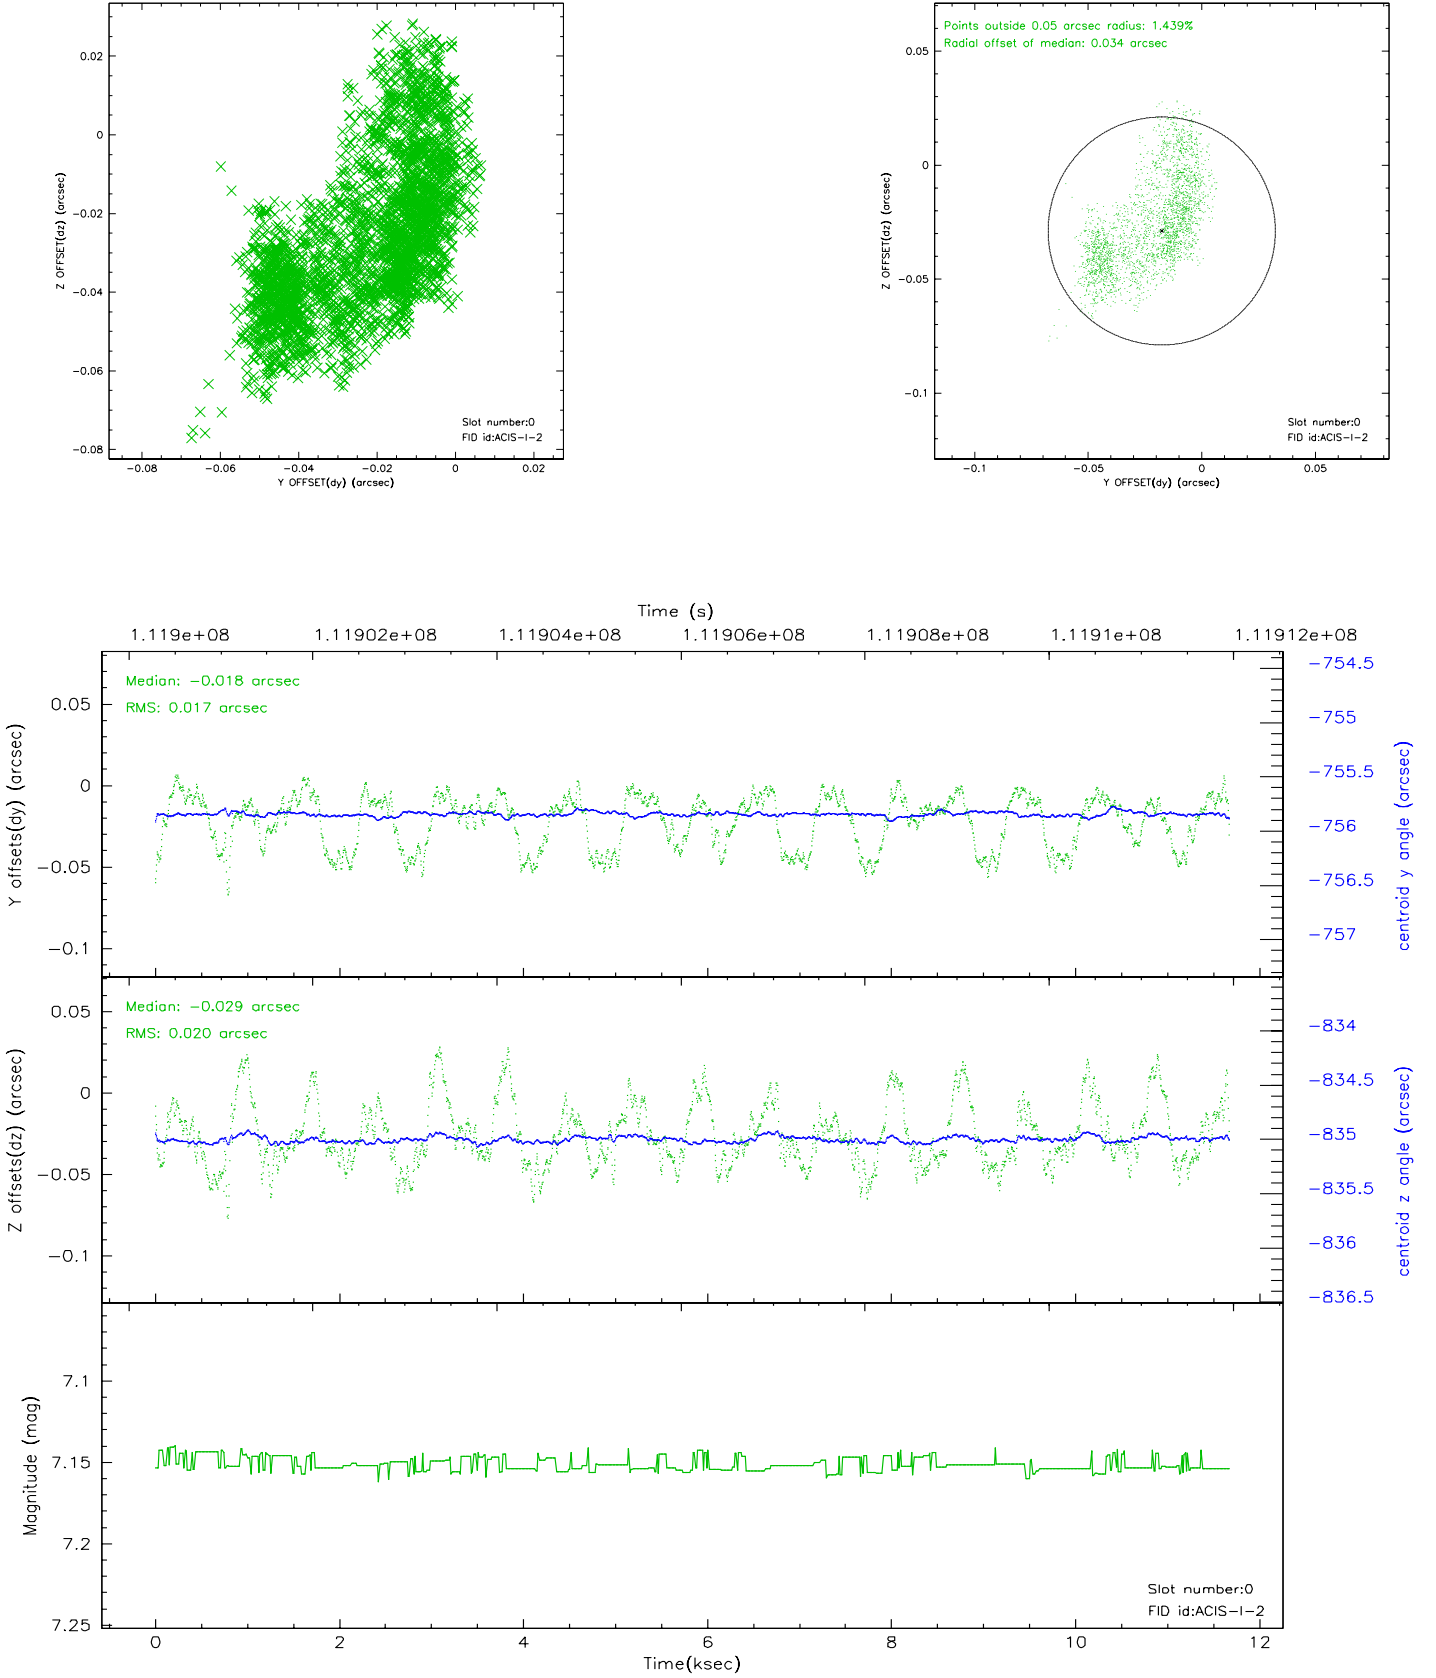 0.02
0
−0.02
−0.04
−0.06
−0.08
Z OFFSET(dz) (arcsec)
Slot number:0
FID id:ACIS−I−2
−0.08
−0.06
−0.04
−0.02
0
0.02
Y OFFSET(dy) (arcsec)
Points outside 0.05 arcsec radius: 1.439%
Radial offset of median: 0.034 arcsec
0.05
0
−0.05
−0.1
Z OFFSET(dz) (arcsec)
Slot number:0
FID id:ACIS−I−2
−0.1
−0.05
0
0.05
Y OFFSET(dy) (arcsec)
Time (s)
1.119e+08
1.11902e+08
1.11904e+08
1.11906e+08
1.11908e+08
1.1191e+08
1.11912e+08
Median: −0.018 arcsec
RMS: 0.017 arcsec
0.05
0
−0.05
−0.1
Y offsets(dy) (arcsec)
−754.5
−755
−755.5
−756
−756.5
−757
centroid y angle (arcsec)
Median: −0.029 arcsec
RMS: 0.020 arcsec
0.05
0
−0.05
−0.1
Z offsets(dz) (arcsec)
−834
−834.5
−835
−835.5
−836
−836.5
centroid z angle (arcsec)
7.1
7.15
7.2
7.25
Magnitude (mag)
Slot number:0
FID id:ACIS−I−2
0
2
4
6
8
10
12
Time(ksec)